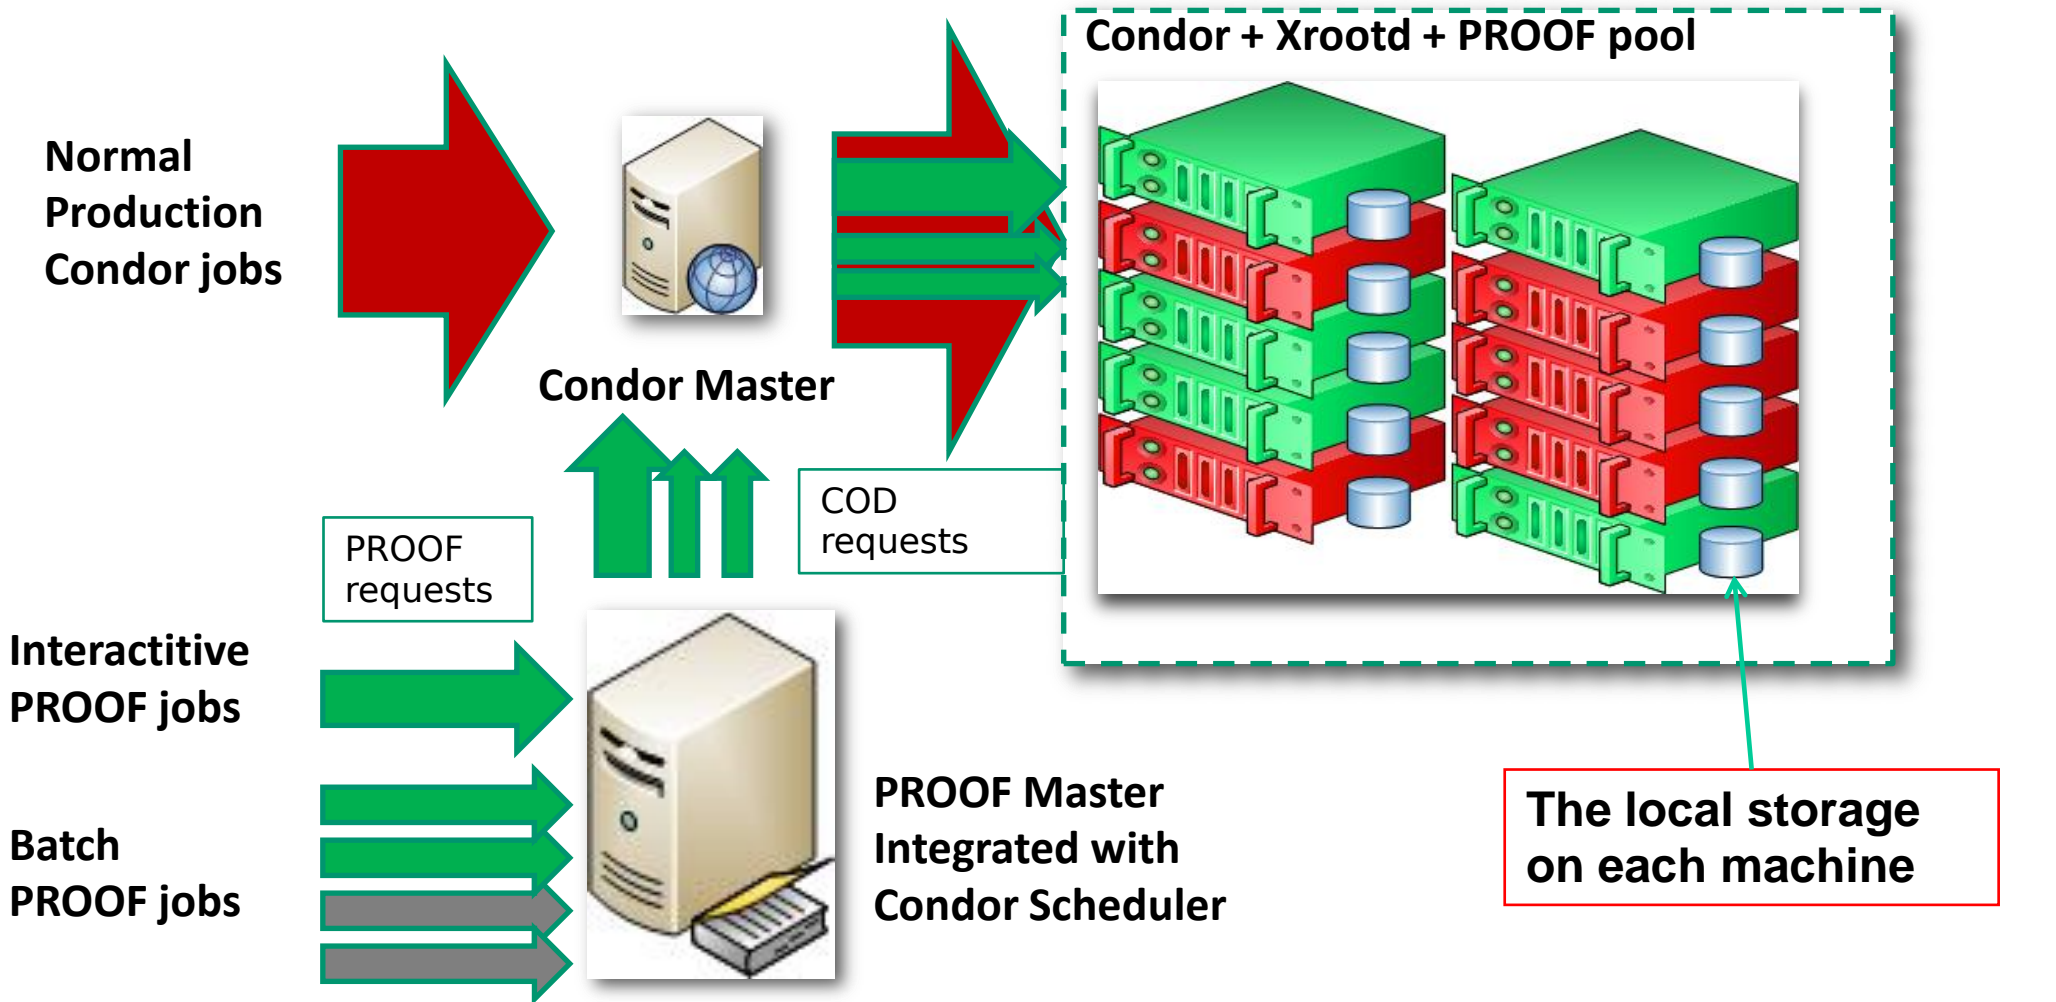 Condor + Xrootd + PROOF pool
Normal
Production
Condor jobs
Condor Master
COD
requests
PROOF
requests
Interactitive
PROOF jobs
Batch
PROOF jobs
PROOF Master
Integrated with
Condor Scheduler
The local storage
on each machine